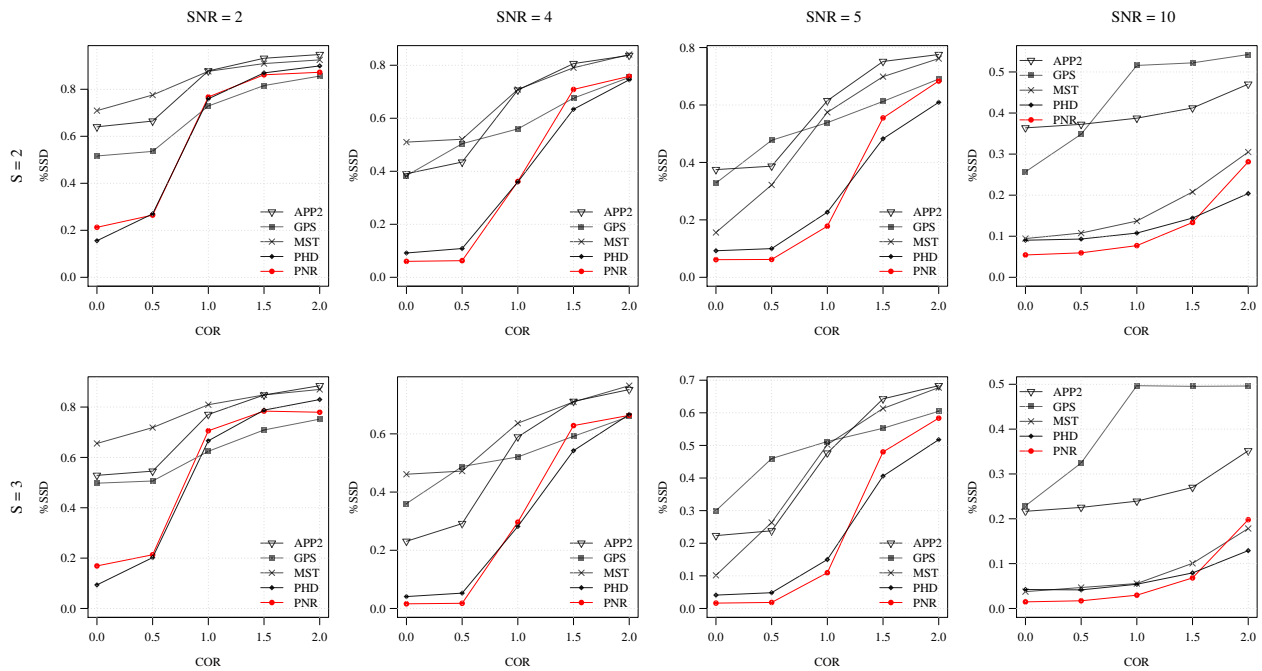 SNR = 2
SNR = 4
SNR = 5
SNR = 10
S = 2
%SSD
0.8
0.6
0.4
0.2
0.0
APP2
GPS
MST
PHD
PNR
0.0 0.5 1.0 1.5 2.0
COR
%SSD
0.8
0.6
0.4
0.2
0.0
APP2
GPS
MST
PHD
PNR
0.0 0.5 1.0 1.5 2.0
COR
%SSD
0.8
0.6
0.4
0.2
0.0
APP2
GPS
MST
PHD
PNR
0.0 0.5 1.0 1.5 2.0
COR
%SSD
0.5
0.4
0.3
0.2
0.1
0.0
APP2
GPS
MST
PHD
PNR
0.0 0.5 1.0 1.5 2.0
COR
S = 3
%SSD
0.8
0.6
0.4
0.2
0.0
APP2
GPS
MST
PHD
PNR
0.0 0.5 1.0 1.5 2.0
COR
%SSD
0.6
0.4
0.2
0.0
APP2
GPS
MST
PHD
PNR
0.0 0.5 1.0 1.5 2.0
COR
%SSD
0.7
0.6
0.5
0.4
0.3
0.2
0.1
0.0
APP2
GPS
MST
PHD
PNR
0.0 0.5 1.0 1.5 2.0
COR
%SSD
0.5
0.4
0.3
0.2
0.1
0.0
APP2
GPS
MST
PHD
PNR
0.0 0.5 1.0 1.5 2.0
COR